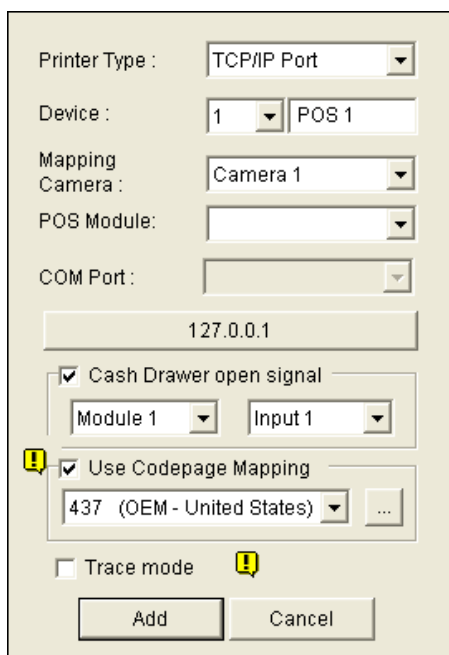 Printer Type : TCP/IP Port
Device : 1 POS 1
Mapping
Camera : Camera 1
POS Module:
COM Port :
127.0.0.1
Cash Drawer open signal
Module 1 Input 1
Use Codepage Mapping
437 (OEM - United States) ...
Trace mode
Add Cancel